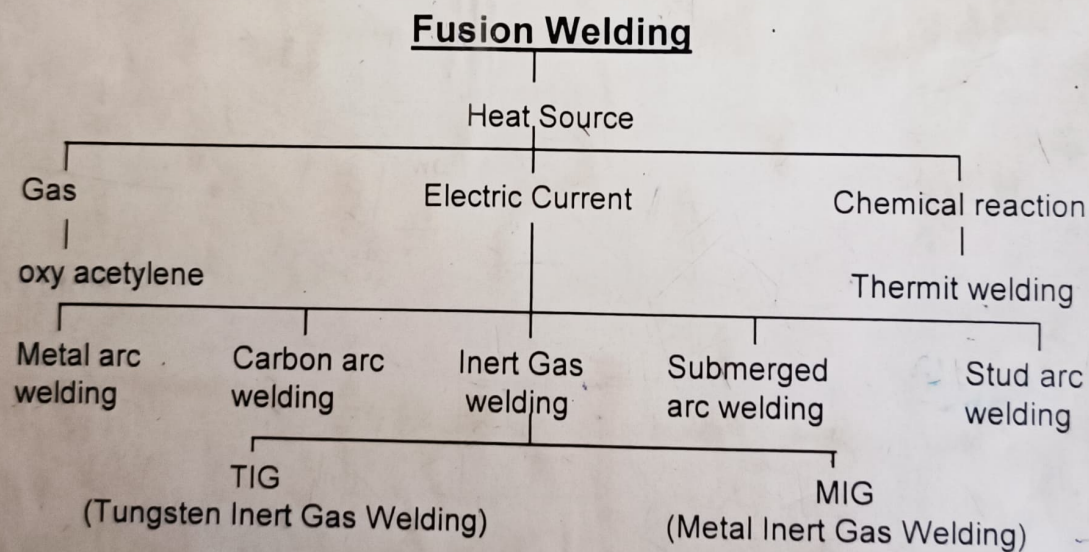 Fusion Welding
Heat Source
Gas
Electric Current
Chemical reaction
oxy acetylene
Thermit welding
Metal arc
welding
Carbon arc
welding
Inert Gas
welding
Submerged
arc welding
Stud arc
welding
TIG
(Tungsten Inert Gas Welding)
MIG
(Metal Inert Gas Welding)